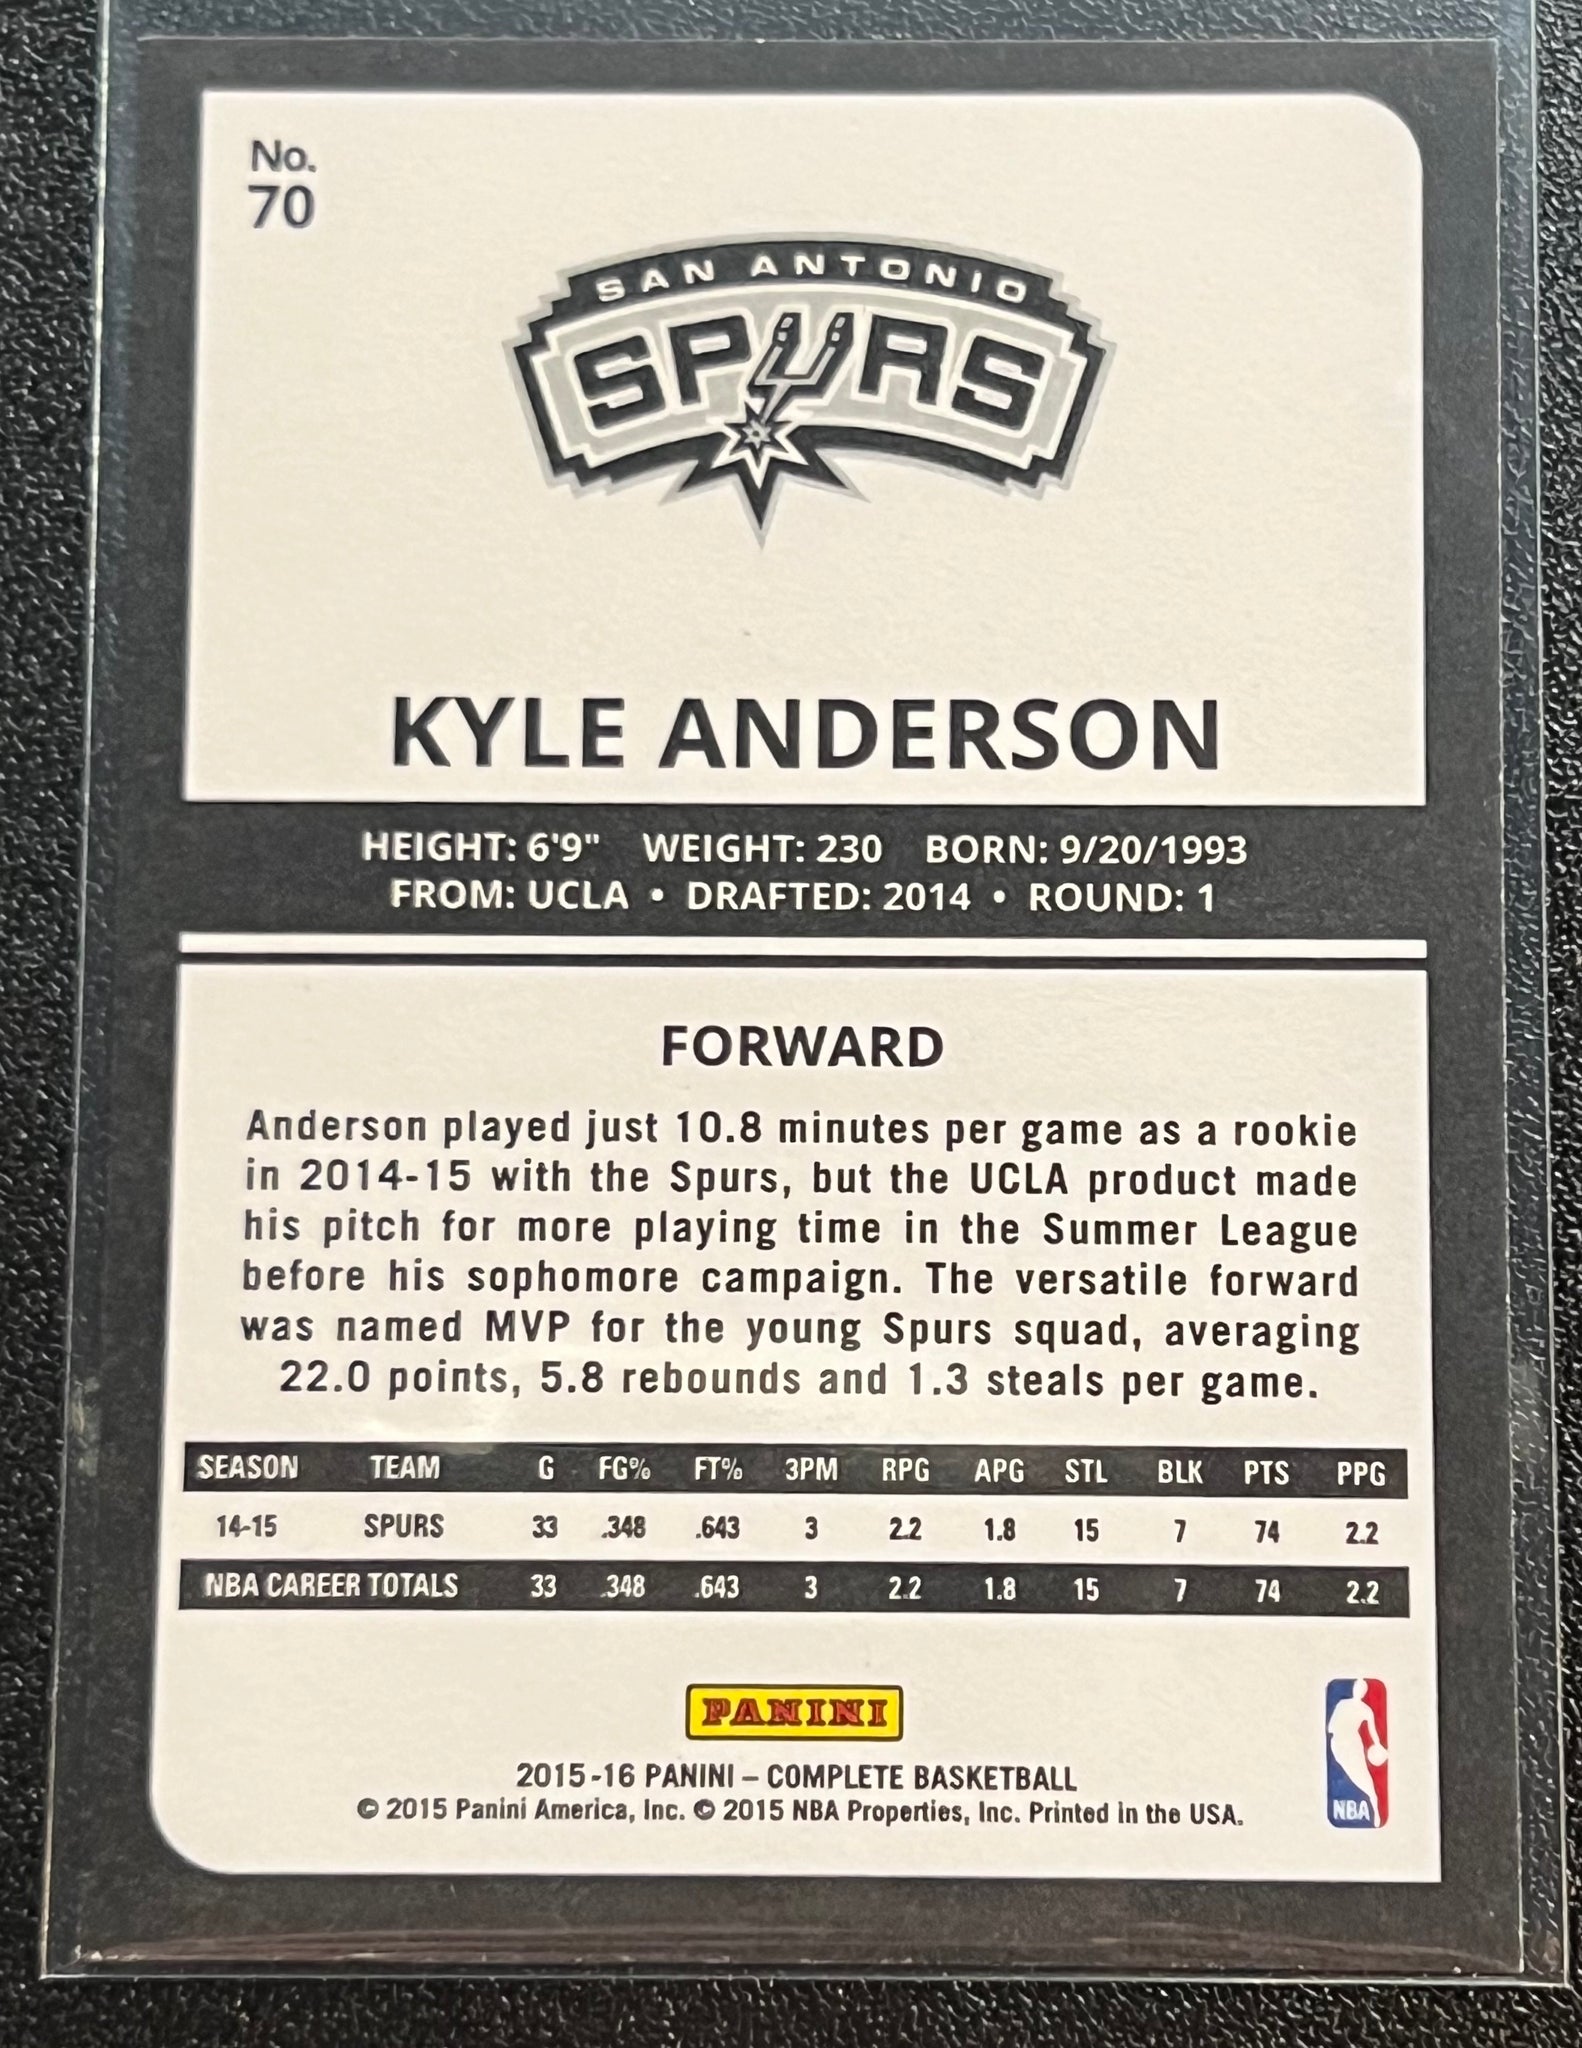 No.
70
SAN ANTONIO
SPURS
KYLE ANDERSON
HEIGHT: 6'9" WEIGHT: 230 BORN: 9/20/1993
FROM: UCLA • DRAFTED: 2014 • ROUND: 1
FORWARD
Anderson played just 10.8 minutes per game as a rookie
in 2014-15 with the Spurs, but the UCLA product made
his pitch for more playing time in the Summer League
before his sophomore campaign. The versatile forward
was named MVP for the young Spurs squad, averaging
22.0 points, 5.8 rebounds and 1.3 steals per game.
SEASON TEAM G FG% FT% 3PM RPG APG STL BLK PTS PPG
14-15 SPURS 33 .348 .643 3 2.2 1.8 15 7 74 2.2
NBA CAREER TOTALS 33 .348 .643 3 2.2 1.8 15 7 74 2.2
PANINI
2015-16 PANINI – COMPLETE BASKETBALL
© 2015 Panini America, Inc. © 2015 NBA Properties, Inc. Printed in the USA.
NBA